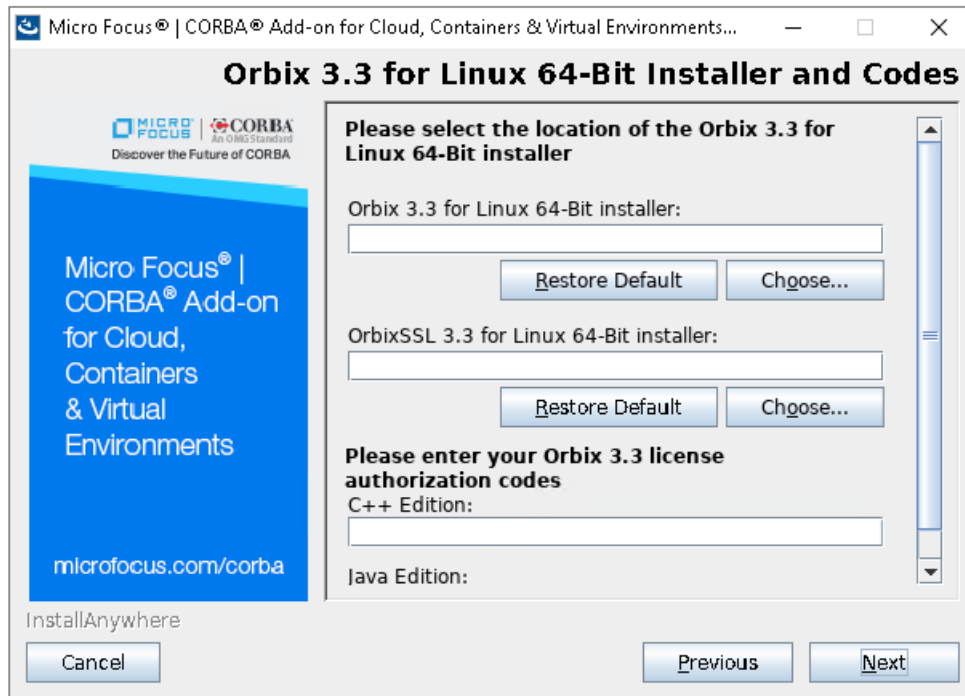 Micro Focus® | CORBA® Add-on for Cloud, Containers & Virtual Environments...
Orbix 3.3 for Linux 64-Bit Installer and Codes
MICRO FOCUS | CORBA
An OMG Standard
Discover the Future of CORBA
Micro Focus® |
CORBA® Add-on
for Cloud,
Containers
& Virtual
Environments
microfocus.com/corba
Please select the location of the Orbix 3.3 for
Linux 64-Bit installer
Orbix 3.3 for Linux 64-Bit installer:
Restore Default Choose...
OrbixSSL 3.3 for Linux 64-Bit installer:
Restore Default Choose...
Please enter your Orbix 3.3 license
authorization codes
C++ Edition:
Java Edition:
InstallAnywhere
Cancel Previous Next